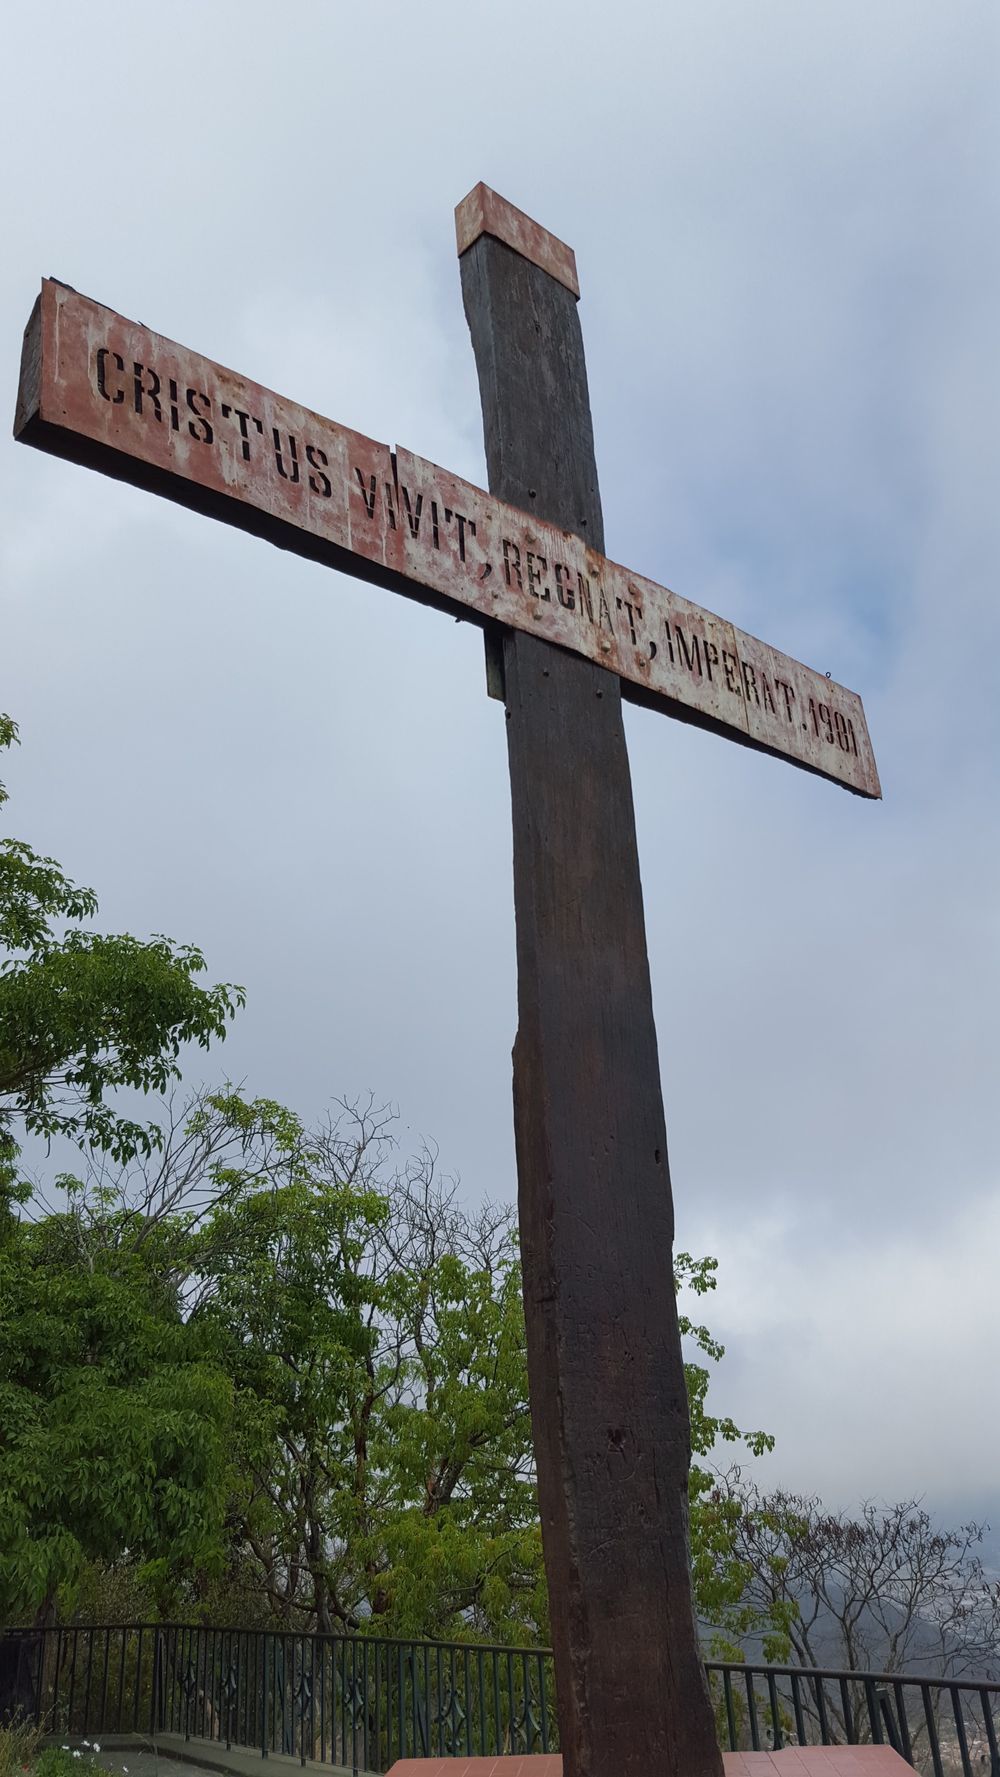 CRISTUS VIVIT, REGNAT, IMPERAT. 1901